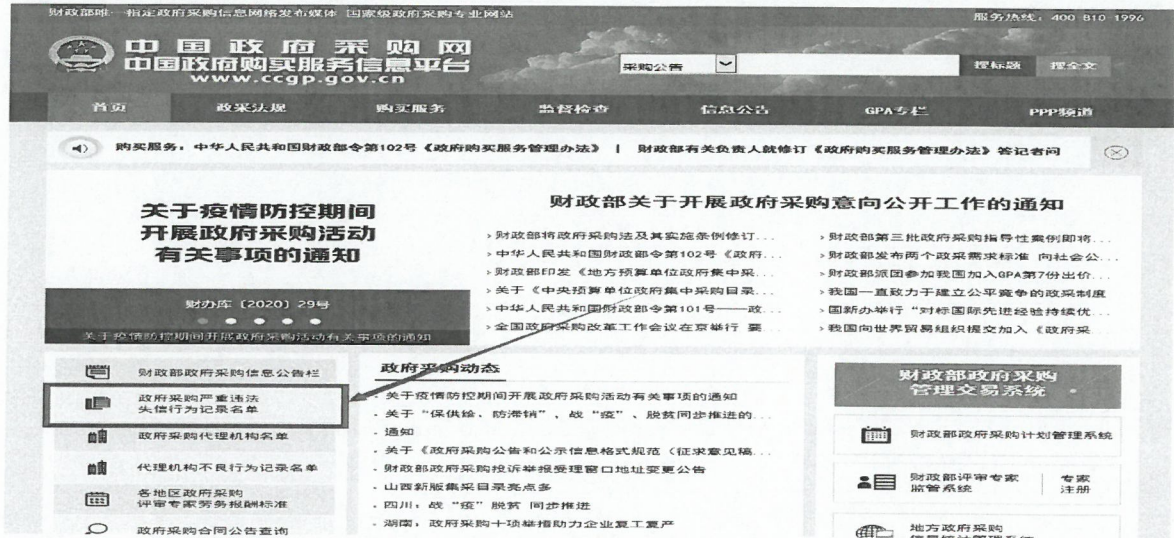 财政部唯一指定政府采购信息网络发布媒体 国家级政府采购专业网站
服务热线：400 810 1996
中国政府采购网
中国政府购买服务信息平台
www.ccgp.gov.cn
采购公告
搜标题 搜全文
首页 政采法规 购买服务 监督检查 信息公告 GPA专栏 PPP频道
购买服务：中华人民共和国财政部令第102号《政府购买服务管理办法》 | 财政部有关负责人就修订《政府购买服务管理办法》答记者问
关于疫情防控期间
开展政府采购活动
有关事项的通知
财办库〔2020〕29号
关于疫情防控期间开展政府采购活动有关事项的通知
财政部关于开展政府采购意向公开工作的通知
›财政部将政府采购法及其实施条例修订...
›中华人民共和国财政部令第102号《政府...
›财政部印发《地方预算单位政府集中采...
›关于《中央预算单位政府集中采购目录...
›中华人民共和国财政部令第101号——政...
›全国政府采购改革工作会议在京举行 要...
›财政部第三批政府采购指导性案例即将...
›财政部发布两个政采需求标准 向社会公...
›财政部派团参加我国加入GPA第7份出价...
›我国一直致力于建立公平竞争的政采制度
›国新办举行“对标国际先进经验持续优...
›我国向世界贸易组织提交加入《政府采...
财政部政府采购信息公告栏
政府采购严重违法
失信行为记录名单
政府采购代理机构名单
代理机构不良行为记录名单
各地区政府采购
评审专家劳务报酬标准
政府采购合同公告查询
政府采购动态
· 关于疫情防控期间开展政府采购活动有关事项的通知
· 关于“保供给、防滞销”、战“疫”、脱贫同步推进的...
· 通知
· 关于《政府采购公告和公示信息格式规范（征求意见稿...
· 财政部政府采购投诉举报受理窗口地址变更公告
· 山西新版集采目录亮点多
· 四川：战“疫”脱贫 同步推进
· 湖南：政府采购十项举措助力企业复工复产
财政部政府采购
管理交易系统
财政部政府采购计划管理系统
财政部评审专家
监管系统
专家
注册
地方政府采购